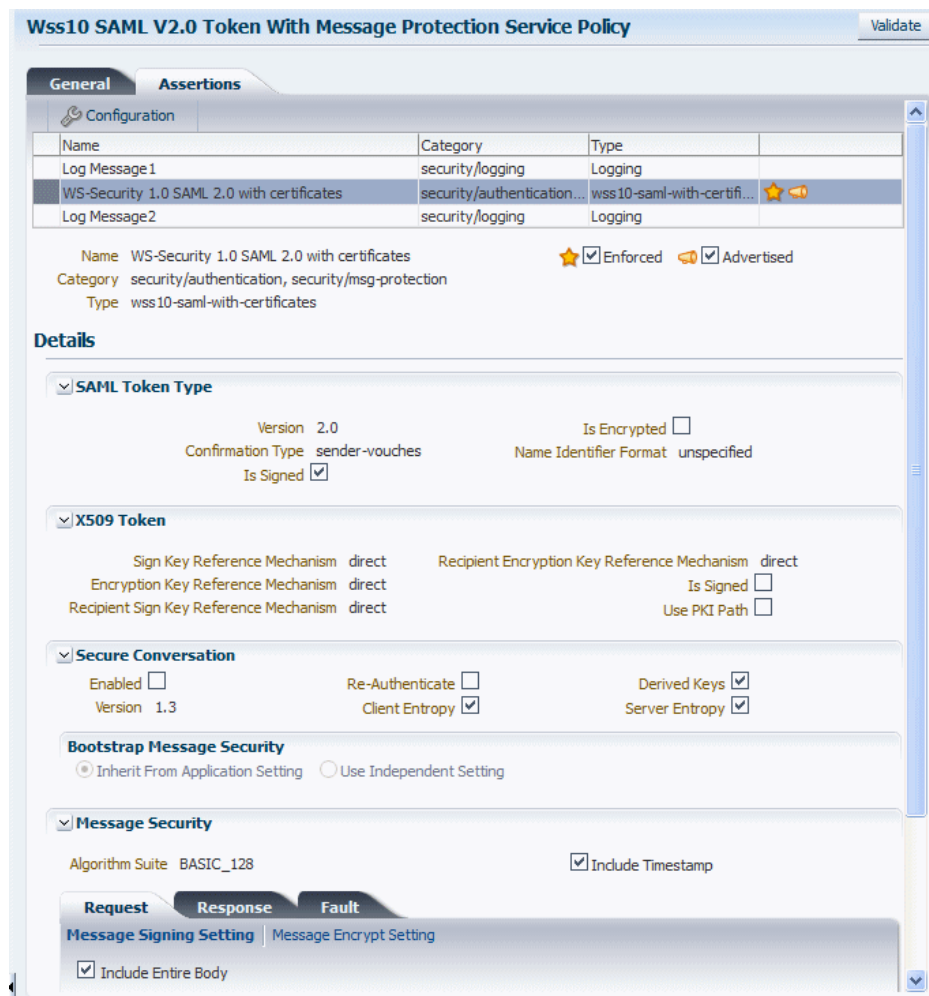 Wss10 SAML V2.0 Token With Message Protection Service Policy Validate
General Assertions
Configuration
Name Category Type
Log Message1 security/logging Logging
WS-Security 1.0 SAML 2.0 with certificates security/authentication... wss10-saml-with-certifi...
Log Message2 security/logging Logging
Name WS-Security 1.0 SAML 2.0 with certificates Enforced Advertised
Category security/authentication, security/msg-protection
Type wss10-saml-with-certificates
Details
SAML Token Type
Version 2.0 Is Encrypted
Confirmation Type sender-vouches Name Identifier Format unspecified
Is Signed
X509 Token
Sign Key Reference Mechanism direct Recipient Encryption Key Reference Mechanism direct
Encryption Key Reference Mechanism direct Is Signed
Recipient Sign Key Reference Mechanism direct Use PKI Path
Secure Conversation
Enabled Re-Authenticate Derived Keys
Version 1.3 Client Entropy Server Entropy
Bootstrap Message Security
Inherit From Application Setting Use Independent Setting
Message Security
Algorithm Suite BASIC_128 Include Timestamp
Request Response Fault
Message Signing Setting Message Encrypt Setting
Include Entire Body